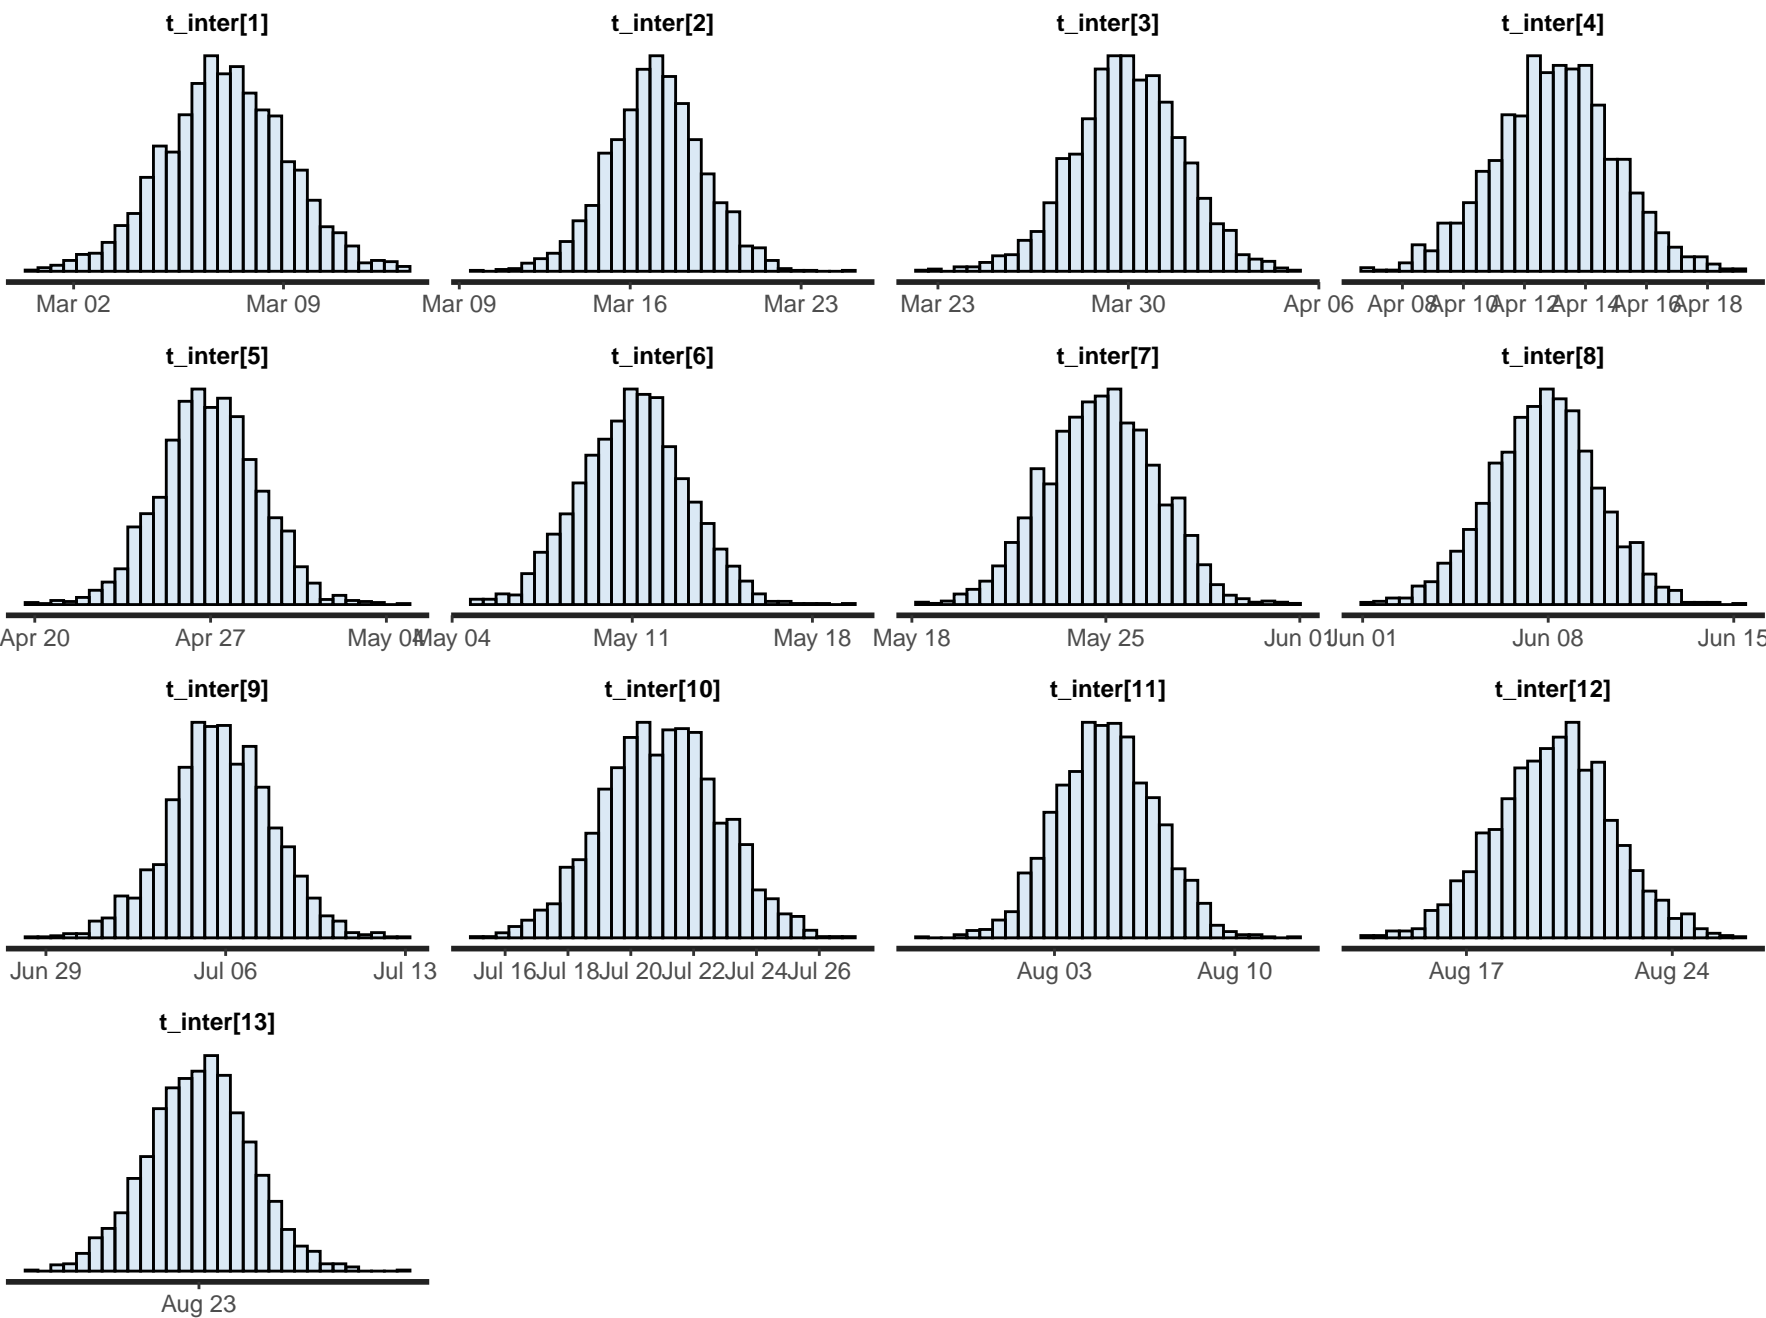 t_inter[1] t_inter[2] t_inter[3] t_inter[4]
Mar 02 Mar 09 Mar 09 Mar 16 Mar 23 Mar 23 Mar 30 Apr 06 Apr 08 Apr 10 Apr 12 Apr 14 Apr 16 Apr 18
t_inter[5] t_inter[6] t_inter[7] t_inter[8]
Apr 20 Apr 27 May 04 May 04 May 11 May 18 May 18 May 25 Jun 01 Jun 01 Jun 08 Jun 15
t_inter[9] t_inter[10] t_inter[11] t_inter[12]
Jun 29 Jul 06 Jul 13 Jul 16 Jul 18 Jul 20 Jul 22 Jul 24 Jul 26 Aug 03 Aug 10 Aug 17 Aug 24
t_inter[13]
Aug 23